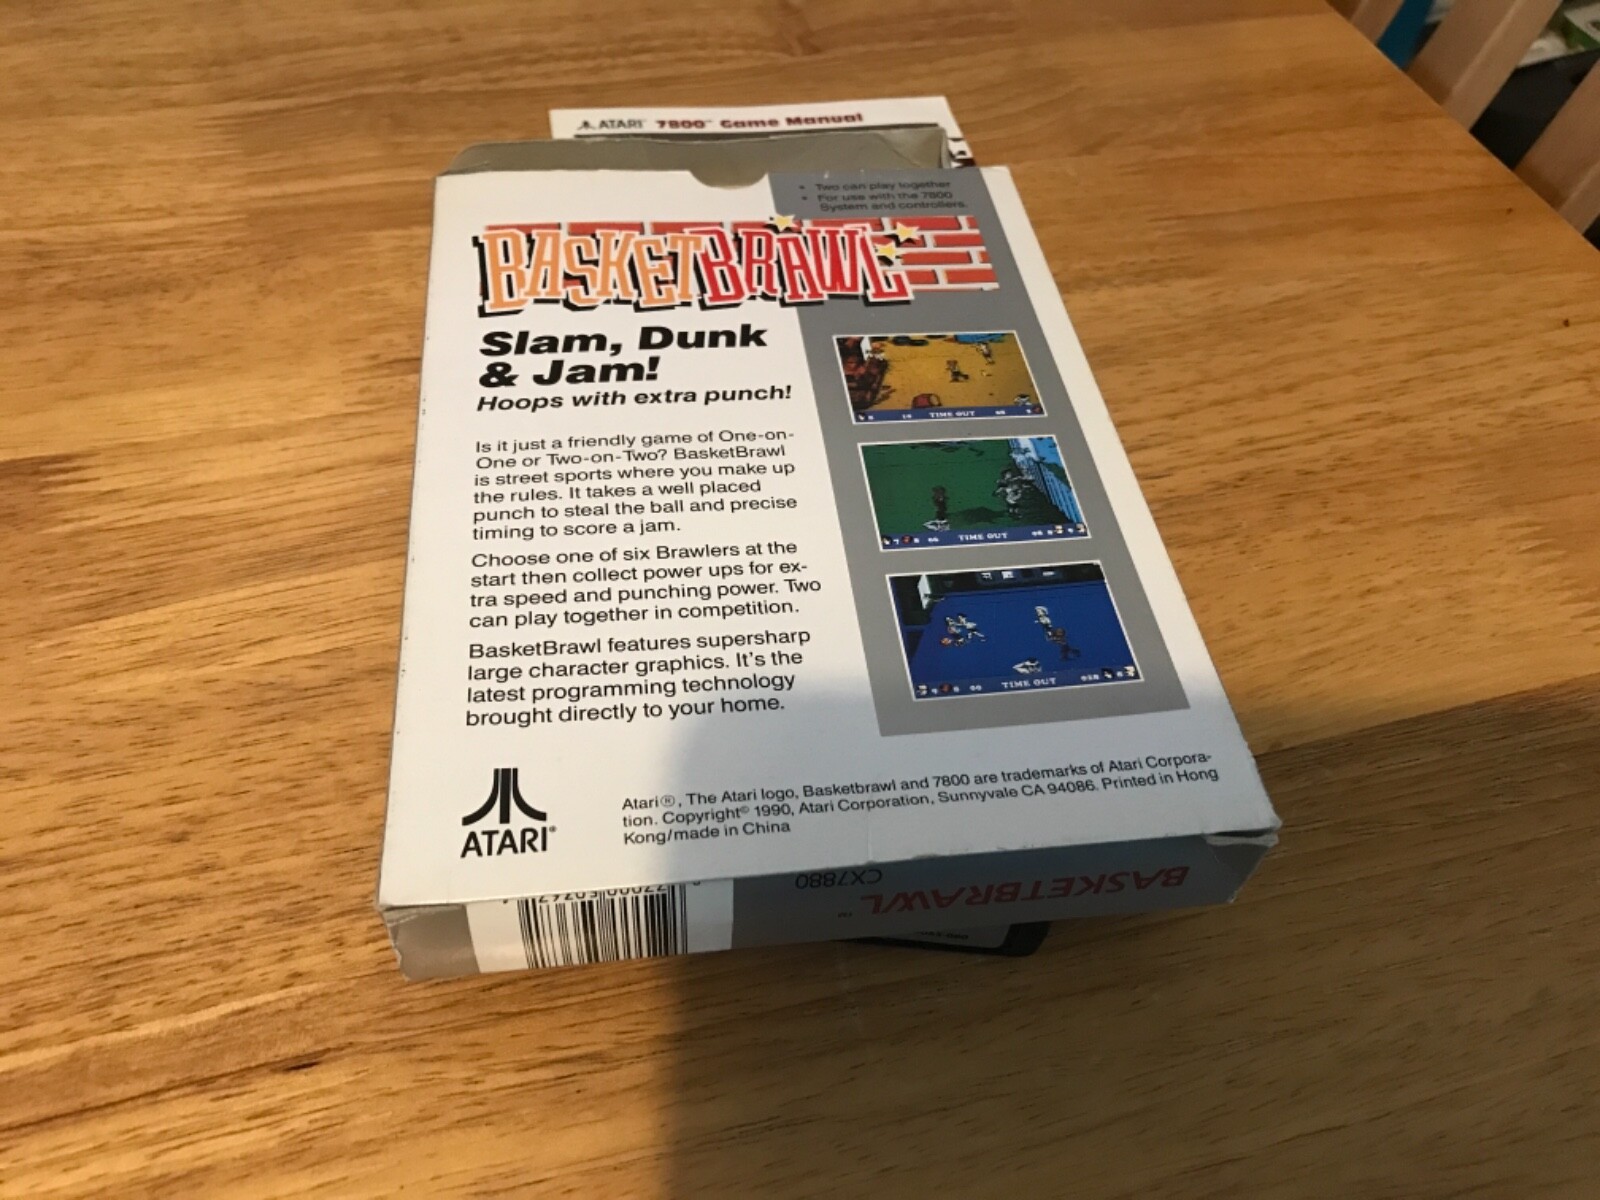 ATARI 7800™ Game Manual
• Two can play together
• For use with the 7800
System and controllers.
BASKETBRAWL
Slam, Dunk
& Jam!
Hoops with extra punch!
Is it just a friendly game of One-on-
One or Two-on-Two? BasketBrawl
is street sports where you make up
the rules. It takes a well placed
punch to steal the ball and precise
timing to score a jam.
Choose one of six Brawlers at the
start then collect power ups for ex-
tra speed and punching power. Two
can play together in competition.
BasketBrawl features supersharp
large character graphics. It's the
latest programming technology
brought directly to your home.
TIME OUT
TIME OUT
TIME OUT
ATARI®
Atari®, The Atari logo, Basketbrawl and 7800 are trademarks of Atari Corpora-
tion. Copyright© 1990, Atari Corporation, Sunnyvale CA 94086. Printed in Hong
Kong/made in China
BASKETBRAWL™
CX7880